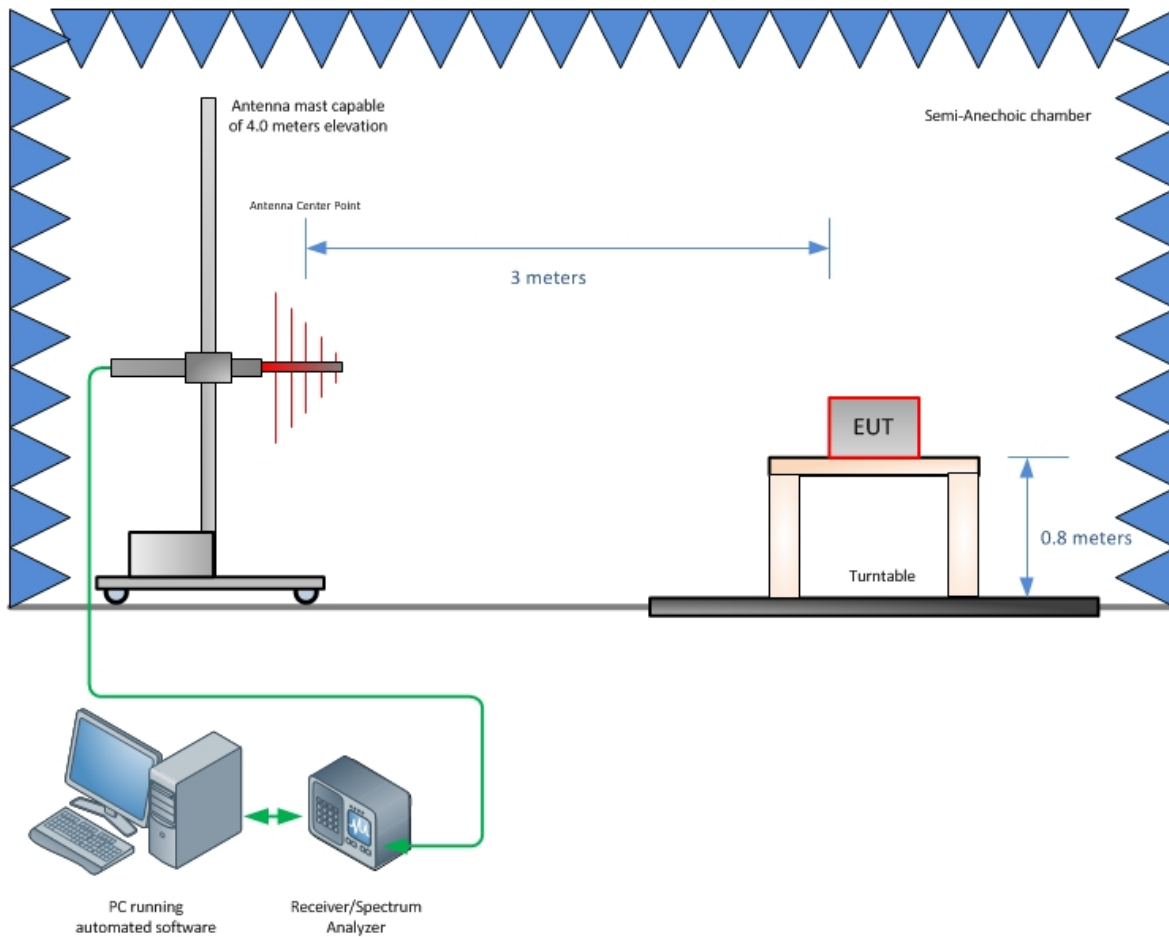 Antenna mast capable
of 4.0 meters elevation
Semi-Anechoic chamber
Antenna Center Point
3 meters
EUT
0.8 meters
Turntable
PC running
automated software
Receiver/Spectrum
Analyzer